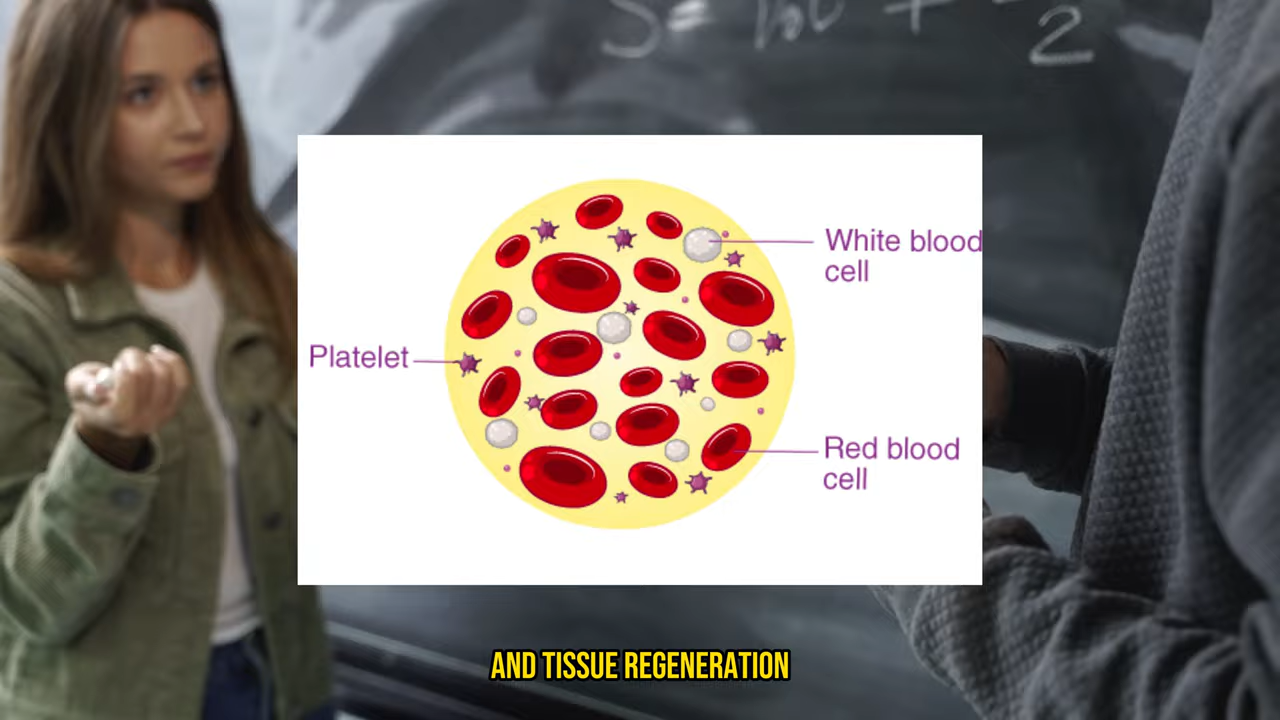 White blood
cell
Platelet
Red blood
cell
AND TISSUE REGENERATION